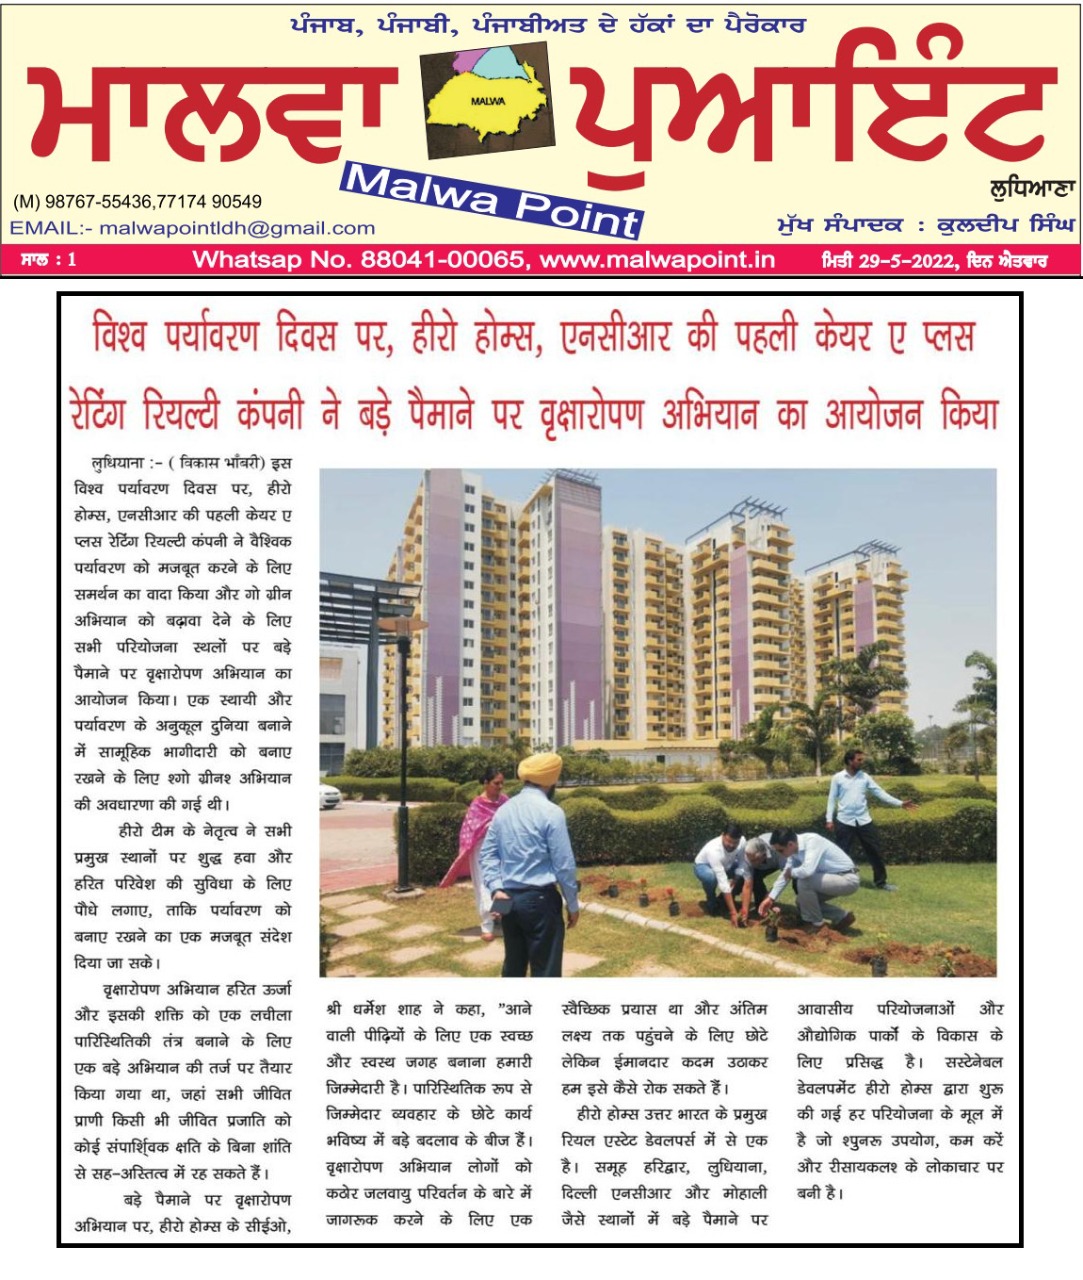 ਪੰਜਾਬ, ਪੰਜਾਬੀ, ਪੰਜਾਬੀਅਤ ਦੇ ਹੱਕਾਂ ਦਾ ਪੈਰੋਕਾਰ
ਮਾਲਵਾ ਪੁਆਇੰਟ
MALWA
Malwa Point
ਲੁਧਿਆਣਾ
(M) 98767-55436,77174 90549
EMAIL:- malwapointldh@gmail.com
ਮੁੱਖ ਸੰਪਾਦਕ : ਕੁਲਦੀਪ ਸਿੰਘ
ਸਾਲ : 1 Whatsap No. 88041-00065, www.malwapoint.in ਮਿਤੀ 29-5-2022, ਦਿਨ ਐਤਵਾਰ
विश्व पर्यावरण दिवस पर, हीरो होम्स, एनसीआर की पहली केयर ए प्लस
रेटिंग रियल्टी कंपनी ने बड़े पैमाने पर वृक्षारोपण अभियान का आयोजन किया
लुधियाना :- ( विकास भाँबरी) इस
विश्व पर्यावरण दिवस पर, हीरो
होम्स, एनसीआर की पहली केयर ए
प्लस रेटिंग रियल्टी कंपनी ने वैश्विक
पर्यावरण को मजबूत करने के लिए
समर्थन का वादा किया और गो ग्रीन
अभियान को बढ़ावा देने के लिए
सभी परियोजना स्थलों पर बड़े
पैमाने पर वृक्षारोपण अभियान का
आयोजन किया। एक स्थायी और
पर्यावरण के अनुकूल दुनिया बनाने
में सामूहिक भागीदारी को बनाए
रखने के लिए श्गो ग्रीनश अभियान
की अवधारणा की गई थी।
हीरो टीम के नेतृत्व ने सभी
प्रमुख स्थानों पर शुद्ध हवा और
हरित परिवेश की सुविधा के लिए
पौधे लगाए, ताकि पर्यावरण को
बनाए रखने का एक मजबूत संदेश
दिया जा सके।
वृक्षारोपण अभियान हरित ऊर्जा
और इसकी शक्ति को एक लचीला
पारिस्थितिकी तंत्र बनाने के लिए
एक बड़े अभियान की तर्ज पर तैयार
किया गया था, जहां सभी जीवित
प्राणी किसी भी जीवित प्रजाति को
कोई संपार्श्विक क्षति के बिना शांति
से सह-अस्तित्व में रह सकते हैं।
बड़े पैमाने पर वृक्षारोपण
अभियान पर, हीरो होम्स के सीईओ,
श्री धर्मेश शाह ने कहा, "आने
वाली पीढ़ियों के लिए एक स्वच्छ
और स्वस्थ जगह बनाना हमारी
जिम्मेदारी है। पारिस्थितिक रूप से
जिम्मेदार व्यवहार के छोटे कार्य
भविष्य में बड़े बदलाव के बीज हैं।
वृक्षारोपण अभियान लोगों को
कठोर जलवायु परिवर्तन के बारे में
जागरूक करने के लिए एक
स्वैच्छिक प्रयास था और अंतिम
लक्ष्य तक पहुंचने के लिए छोटे
लेकिन ईमानदार कदम उठाकर
हम इसे कैसे रोक सकते हैं।
हीरो होम्स उत्तर भारत के प्रमुख
रियल एस्टेट डेवलपर्स में से एक
है। समूह हरिद्वार, लुधियाना,
दिल्ली एनसीआर और मोहाली
जैसे स्थानों में बड़े पैमाने पर
आवासीय परियोजनाओं और
औद्योगिक पार्कों के विकास के
लिए प्रसिद्ध है। सस्टेनेबल
डेवलपमेंट हीरो होम्स द्वारा शुरू
की गई हर परियोजना के मूल में
है जो श्पुनरू उपयोग, कम करें
और रीसायकलश के लोकाचार पर
बनी है।